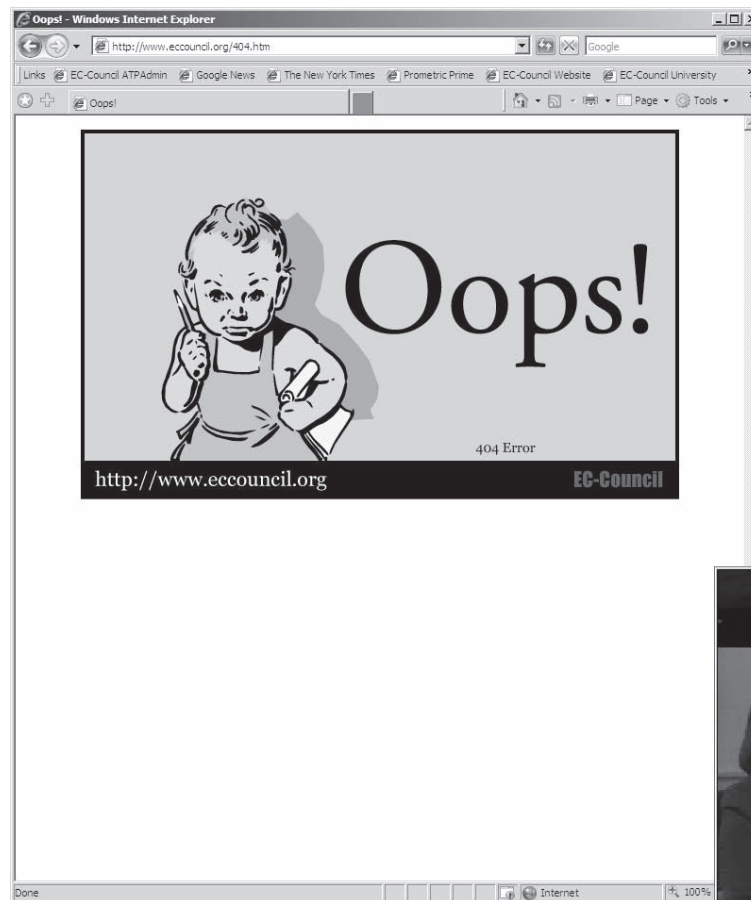 Oops! - Windows Internet Explorer
http://www.eccouncil.org/404.htm
Google
Links EC-Council ATPAdmin Google News The New York Times Prometric Prime EC-Council Website EC-Council University
Oops!
Page Tools
Oops!
404 Error
http://www.eccouncil.org EC-Council
Done Internet 100%